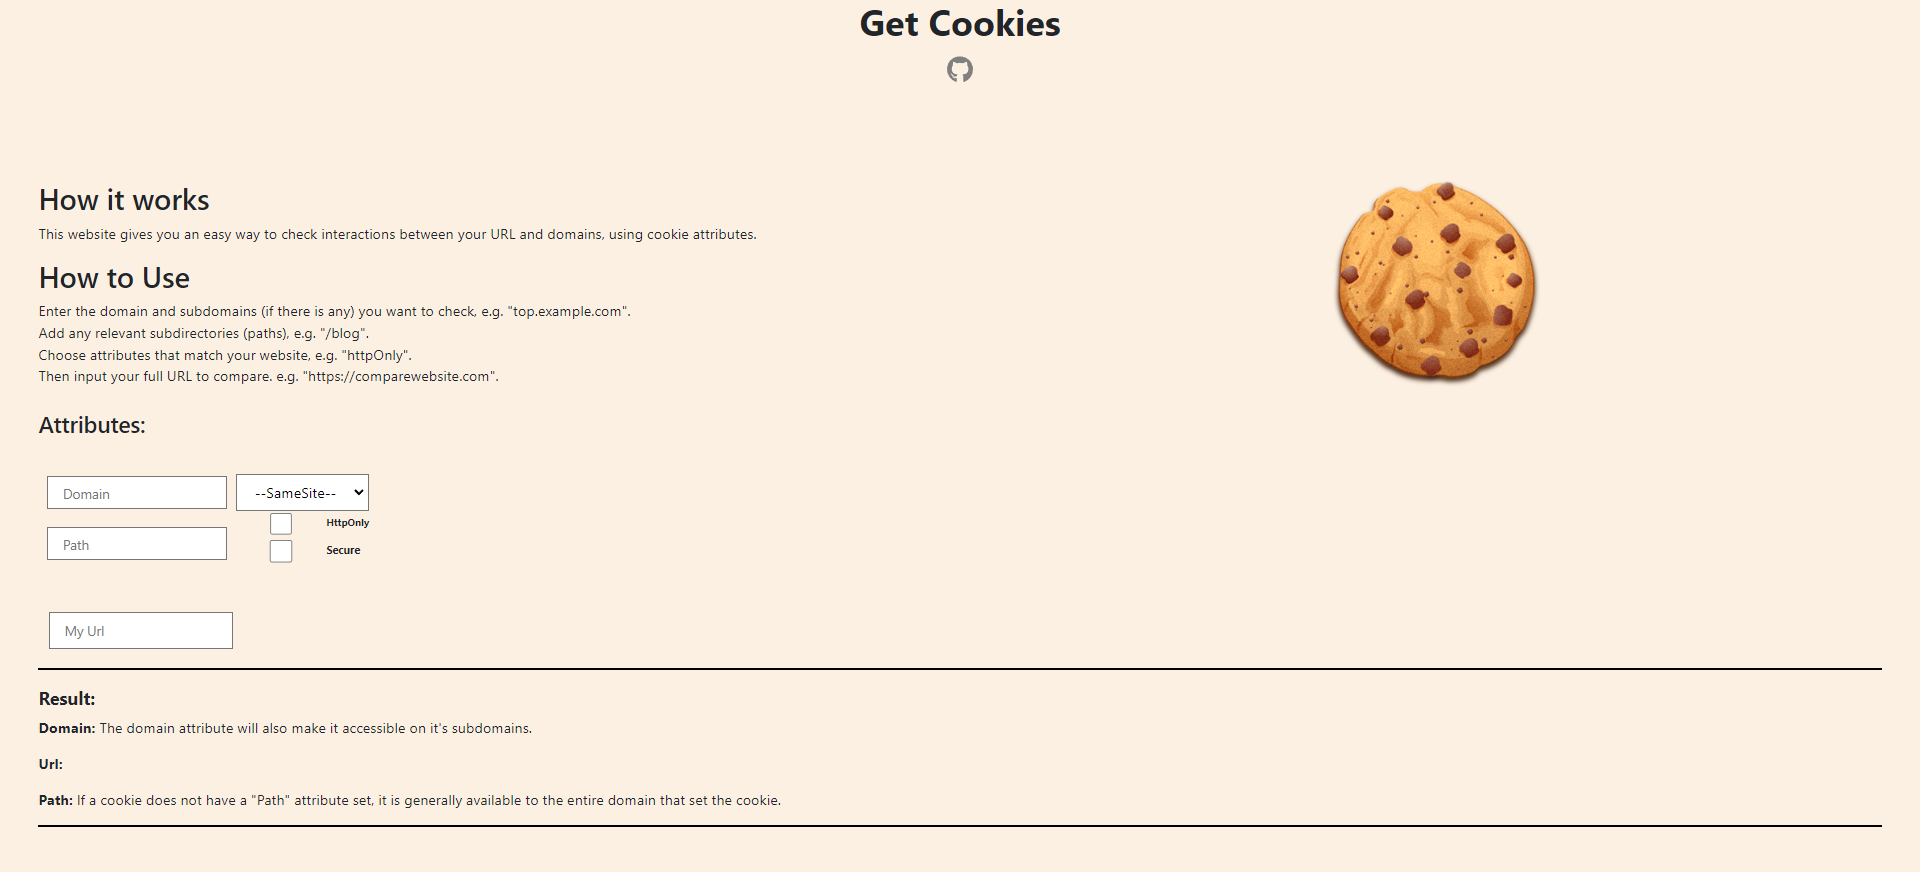 Get Cookies
How it works
This website gives you an easy way to check interactions between your URL and domains, using cookie attributes.
How to Use
Enter the domain and subdomains (if there is any) you want to check, e.g. "top.example.com".
Add any relevant subdirectories (paths), e.g. "/blog".
Choose attributes that match your website, e.g. "httpOnly".
Then input your full URL to compare. e.g. "https://comparewebsite.com".
Attributes:
Domain --SameSite--
HttpOnly
Path
Secure
My Url
Result:
Domain: The domain attribute will also make it accessible on it's subdomains.
Url:
Path: If a cookie does not have a "Path" attribute set, it is generally available to the entire domain that set the cookie.